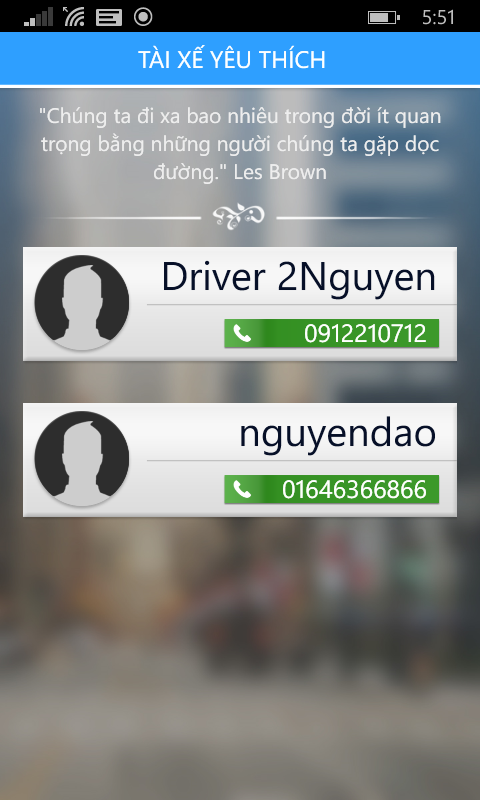 5:51
TÀI XẾ YÊU THÍCH
"Chúng ta đi xa bao nhiêu trong đời ít quan
trọng bằng những người chúng ta gặp dọc
đường." Les Brown
Driver 2Nguyen
0912210712
nguyendao
01646366866